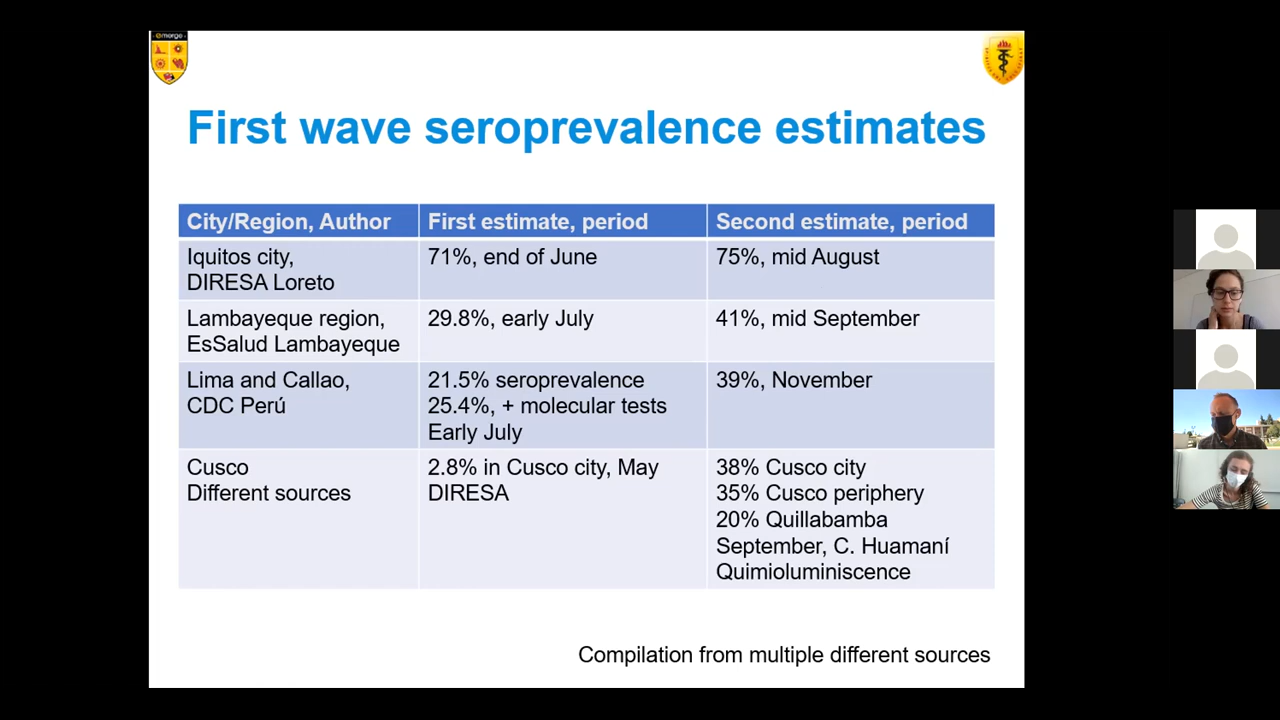 emerge
First wave seroprevalence estimates
City/Region, Author
First estimate, period
Second estimate, period
Iquitos city,
DIRESA Loreto
71%, end of June
75%, mid August
Lambayeque region,
EsSalud Lambayeque
29.8%, early July
41%, mid September
Lima and Callao,
CDC Perú
21.5% seroprevalence
25.4%, + molecular tests
Early July
39%, November
Cusco
Different sources
2.8% in Cusco city, May
DIRESA
38% Cusco city
35% Cusco periphery
20% Quillabamba
September, C. Huamaní
Quimioluminiscence
Compilation from multiple different sources